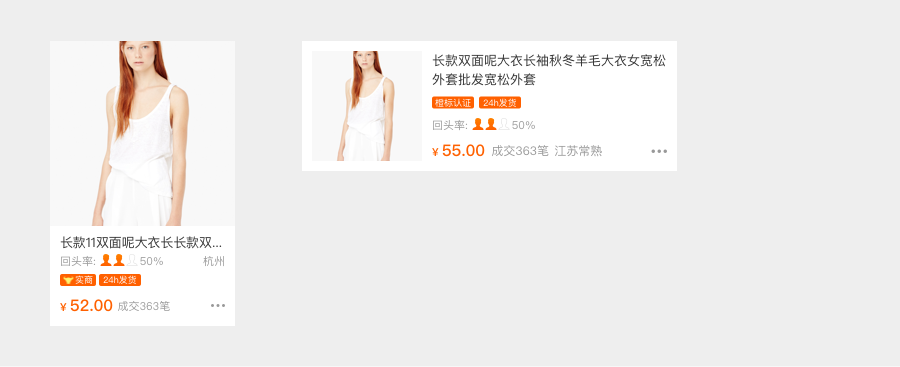 长款11双面呢大衣长长款双...
回头率: 50% 杭州
实商 24h发货
¥ 52.00 成交363笔
长款双面呢大衣长袖秋冬羊毛大衣女宽松
外套批发宽松外套
橙标认证 24h发货
回头率: 50%
¥ 55.00 成交363笔 江苏常熟